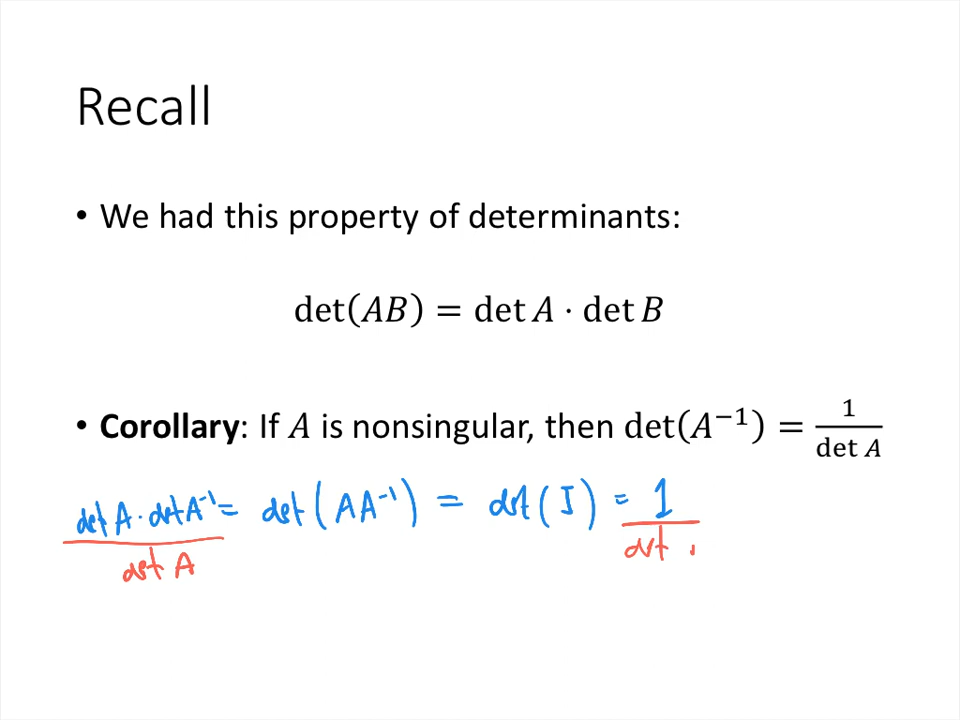 Recall
• We had this property of determinants:
det(AB) = det A · det B
• Corollary: If A is nonsingular, then det(A⁻¹) = 1/det A
det A · det A⁻¹ = det(AA⁻¹) = det(I) = 1
det A det